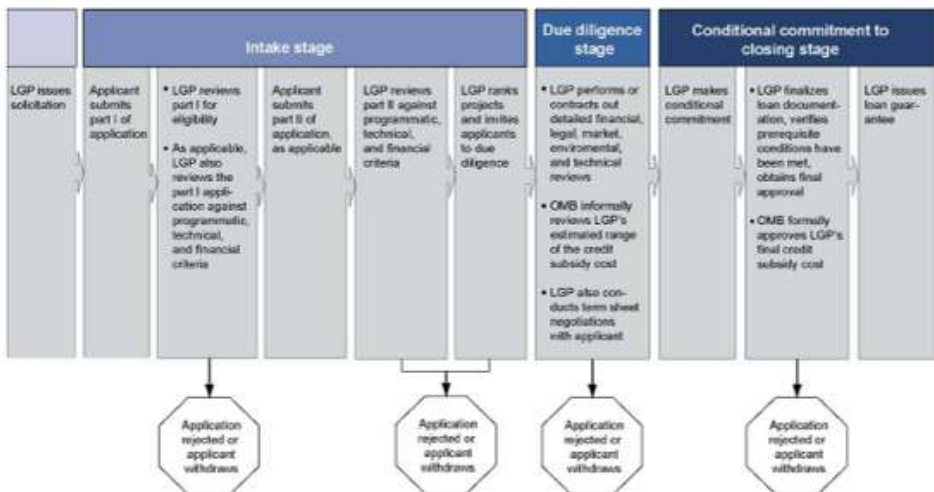 Intake stage
Due diligence
stage
Conditional commitment to
closing stage
LGP issues
solicitation
Applicant
submits
part I of
application
• LGP reviews
part I for
eligibility
• As applicable,
LGP also
reviews the
part I appli-
cation against
programmatic,
technical,
and financial
criteria
Applicant
submits
part II of
application,
as applicable
LGP reviews
part II against
programmatic,
technical,
and financial
criteria
LGP ranks
projects
and invites
applicants
to due
diligence
• LGP performs or
contracts out
detailed financial,
legal, market,
enviromental,
and technical
reviews
• OMB informally
reviews LGP's
estimated range
of the credit
subsidy cost
• LGP also con-
ducts term sheet
negotiations
with applicant
LGP makes
conditional
commitment
• LGP finalizes
loan document-
ation, verifies
prerequisite
conditions have
been met,
obtains final
approval
• OMB formally
approves LGP's
final credit
subsidy cost
LGP issues
loan guar-
antee
Application
rejected or
applicant
withdraws
Application
rejected or
applicant
withdraws
Application
rejected or
applicant
withdraws
Application
rejected or
applicant
withdraws